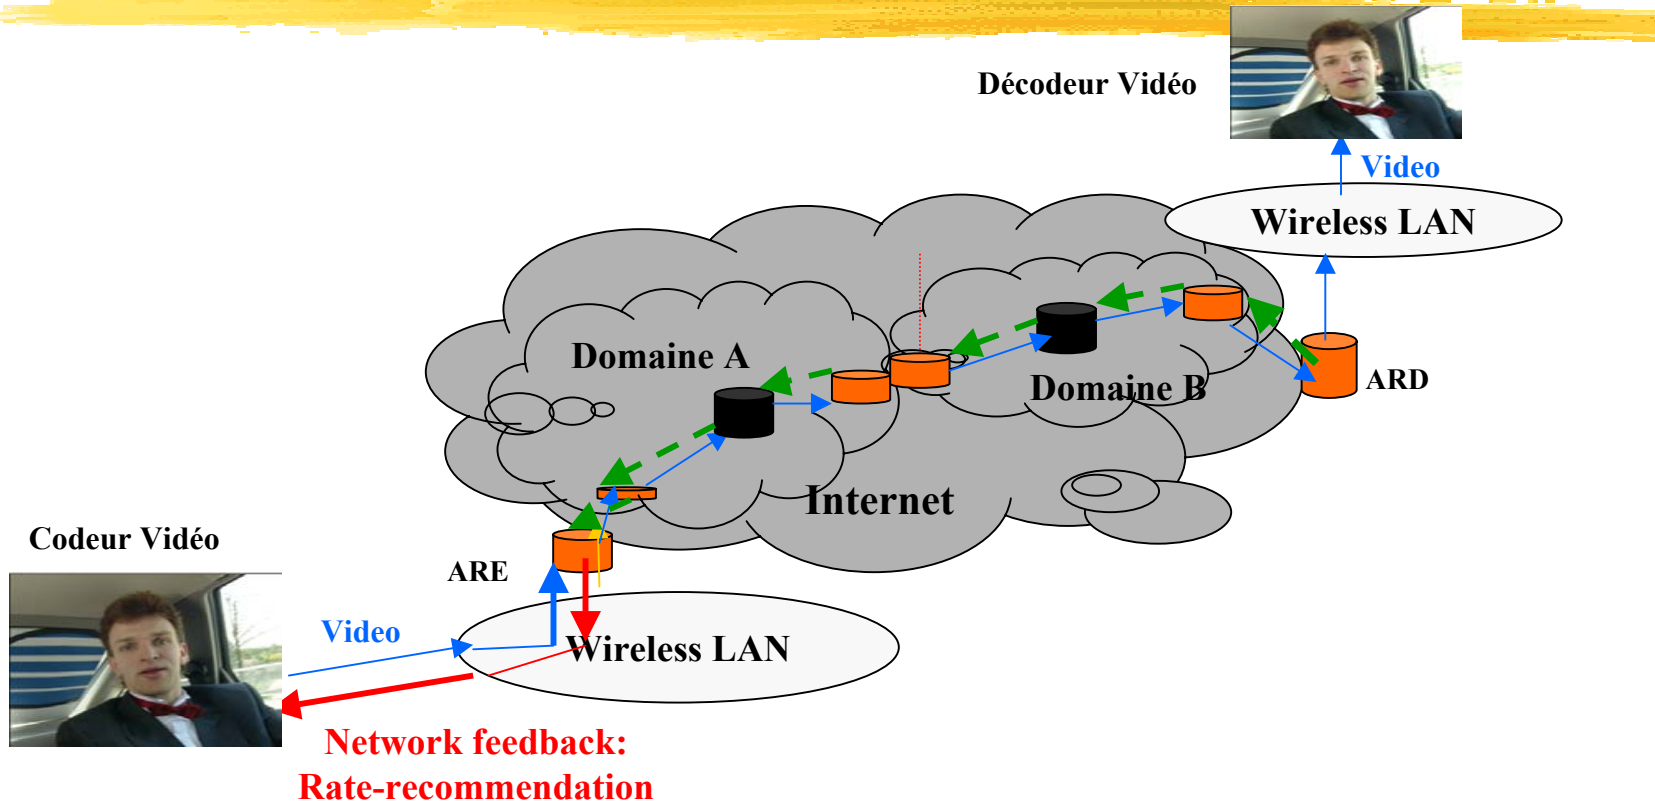 Décodeur Vidéo
Video
Wireless LAN
Domaine A
Domaine B
ARD
Internet
Codeur Vidéo
ARE
Video
Wireless LAN
Network feedback:
Rate-recommendation